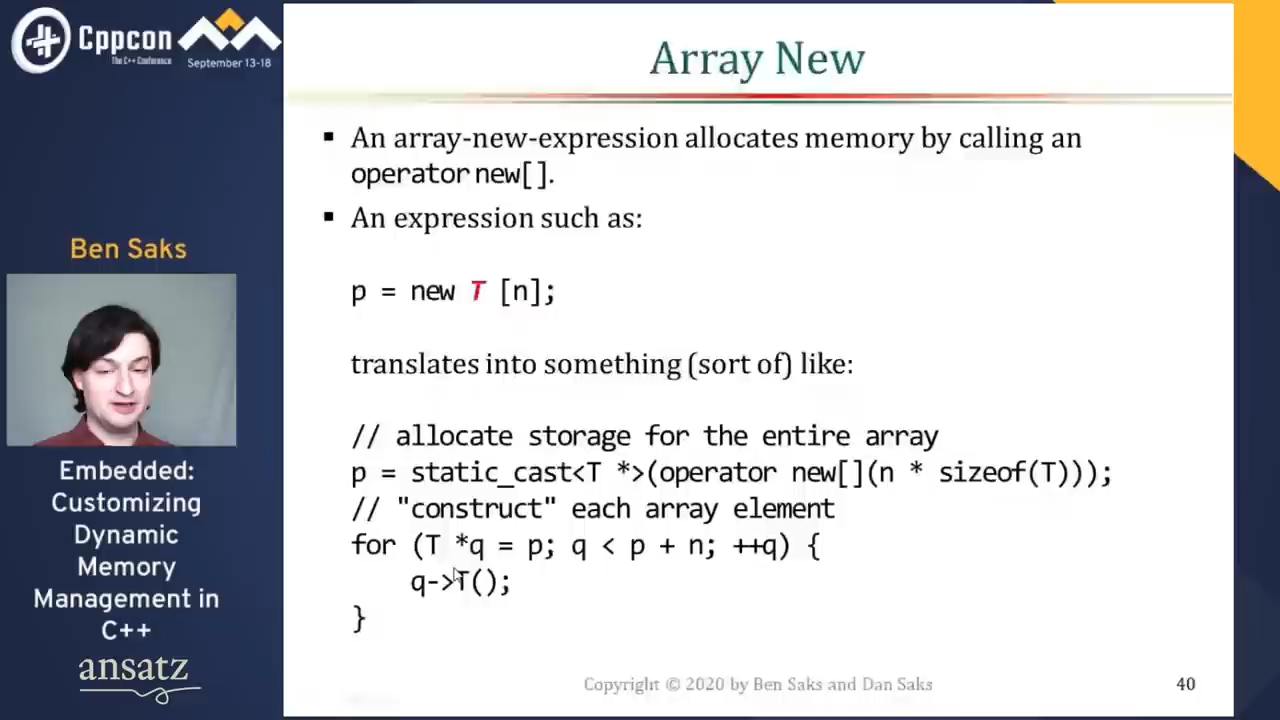 Cppcon
The C++ Conference
September 13-18
Ben Saks
Embedded:
Customizing
Dynamic
Memory
Management in
C++
ansatz
Array New
▪ An array-new-expression allocates memory by calling an
operator new[].
▪ An expression such as:
p = new T [n];
translates into something (sort of) like:
// allocate storage for the entire array
p = static_cast<T *>(operator new[](n * sizeof(T)));
// "construct" each array element
for (T *q = p; q < p + n; ++q) {
q->T();
}
Copyright © 2020 by Ben Saks and Dan Saks
40